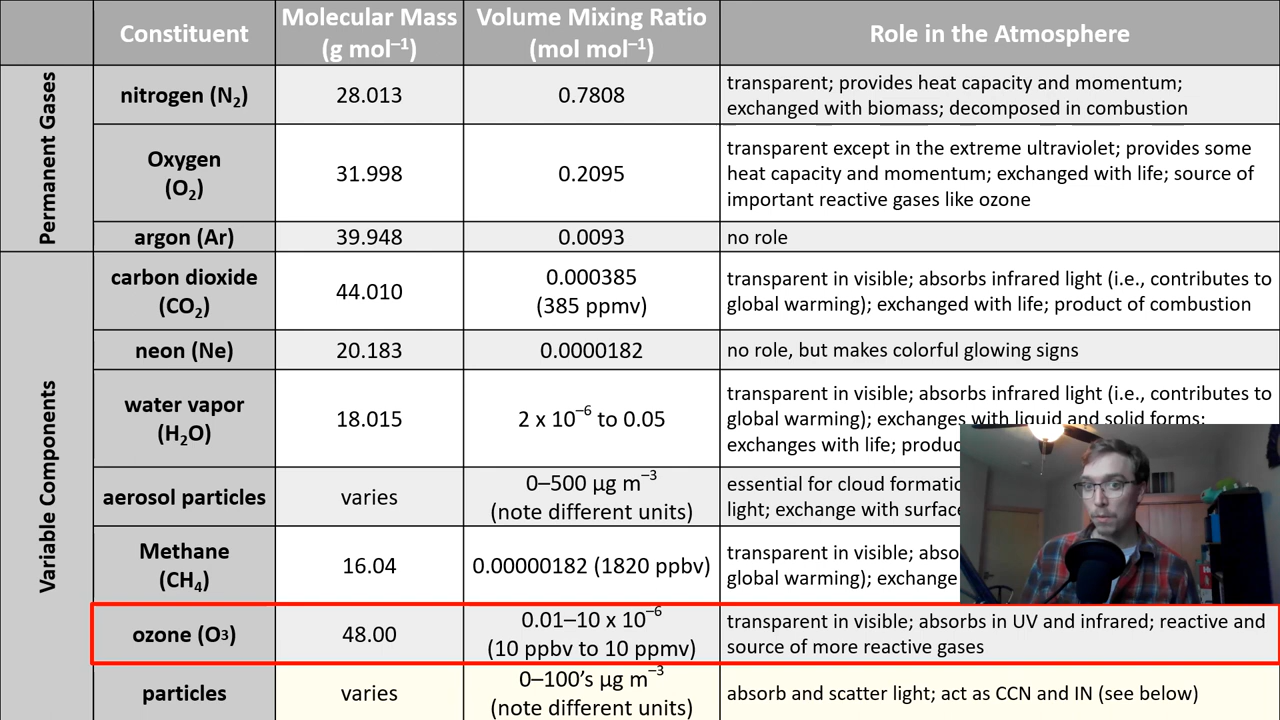 Constituent
Molecular Mass
(g mol⁻¹)
Volume Mixing Ratio
(mol mol⁻¹)
Role in the Atmosphere
Permanent Gases
nitrogen (N₂)
28.013
0.7808
transparent; provides heat capacity and momentum;
exchanged with biomass; decomposed in combustion
Oxygen
(O₂)
31.998
0.2095
transparent except in the extreme ultraviolet; provides some
heat capacity and momentum; exchanged with life; source of
important reactive gases like ozone
argon (Ar)
39.948
0.0093
no role
Variable Components
carbon dioxide
(CO₂)
44.010
0.000385
(385 ppmv)
transparent in visible; absorbs infrared light (i.e., contributes to
global warming); exchanged with life; product of combustion
neon (Ne)
20.183
0.0000182
no role, but makes colorful glowing signs
water vapor
(H₂O)
18.015
2 x 10⁻⁶ to 0.05
transparent in visible; absorbs infrared light (i.e., contributes to
global warming); exchanges with liquid and solid forms;
exchanges with life;
aerosol particles
varies
0–500 µg m⁻³
(note different units)
essential for cloud
light; exchange with
Methane
(CH₄)
16.04
0.00000182 (1820 ppbv)
transparent in visible;
global warming);
ozone (O₃)
48.00
0.01–10 x 10⁻⁶
(10 ppbv to 10 ppmv)
transparent in visible; absorbs in UV and infrared; reactive and
source of more reactive gases
particles
varies
0–100’s µg m⁻³
(note different units)
absorb and scatter light; act as CCN and IN (see below)